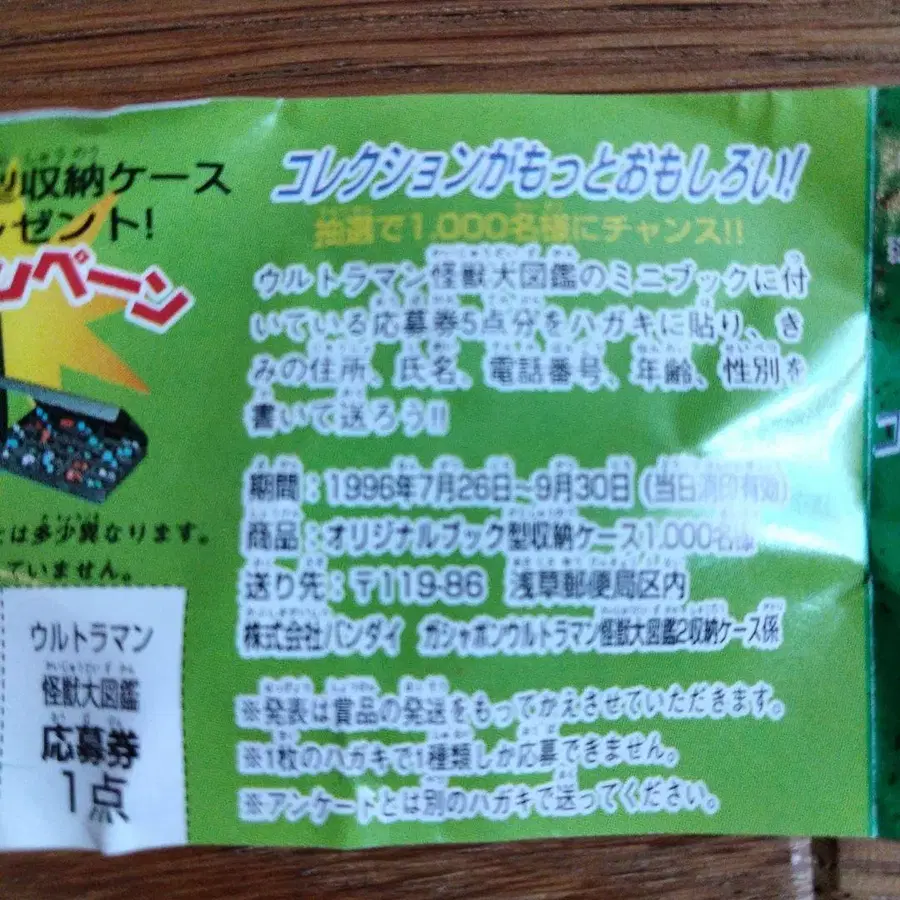 収納ケース
ゼント!
ンペーン
は多少異なります。
ていません。
ウルトラマン
怪獣大図鑑
応募券
1点
コレクションがもっとおもしろい!
抽選で1,000名様にチャンス!!
ウルトラマン怪獣大図鑑のミニブックに付
いている応募券5点分をハガキに貼り、き
みの住所、氏名、電話番号、年齢、性別を
書いて送ろう!!
期間：1996年7月26日~9月30日(当日消印有効)
商品：オリジナルブック型収納ケース1,000名様
送り先：〒119-86 浅草郵便局区内
株式会社バンダイ ガシャポンウルトラマン怪獣大図鑑2収納ケース係
※発表は賞品の発送をもってかえさせていただきます。
※1枚のハガキで1種類しか応募できません。
※アンケートとは別のハガキで送ってください。